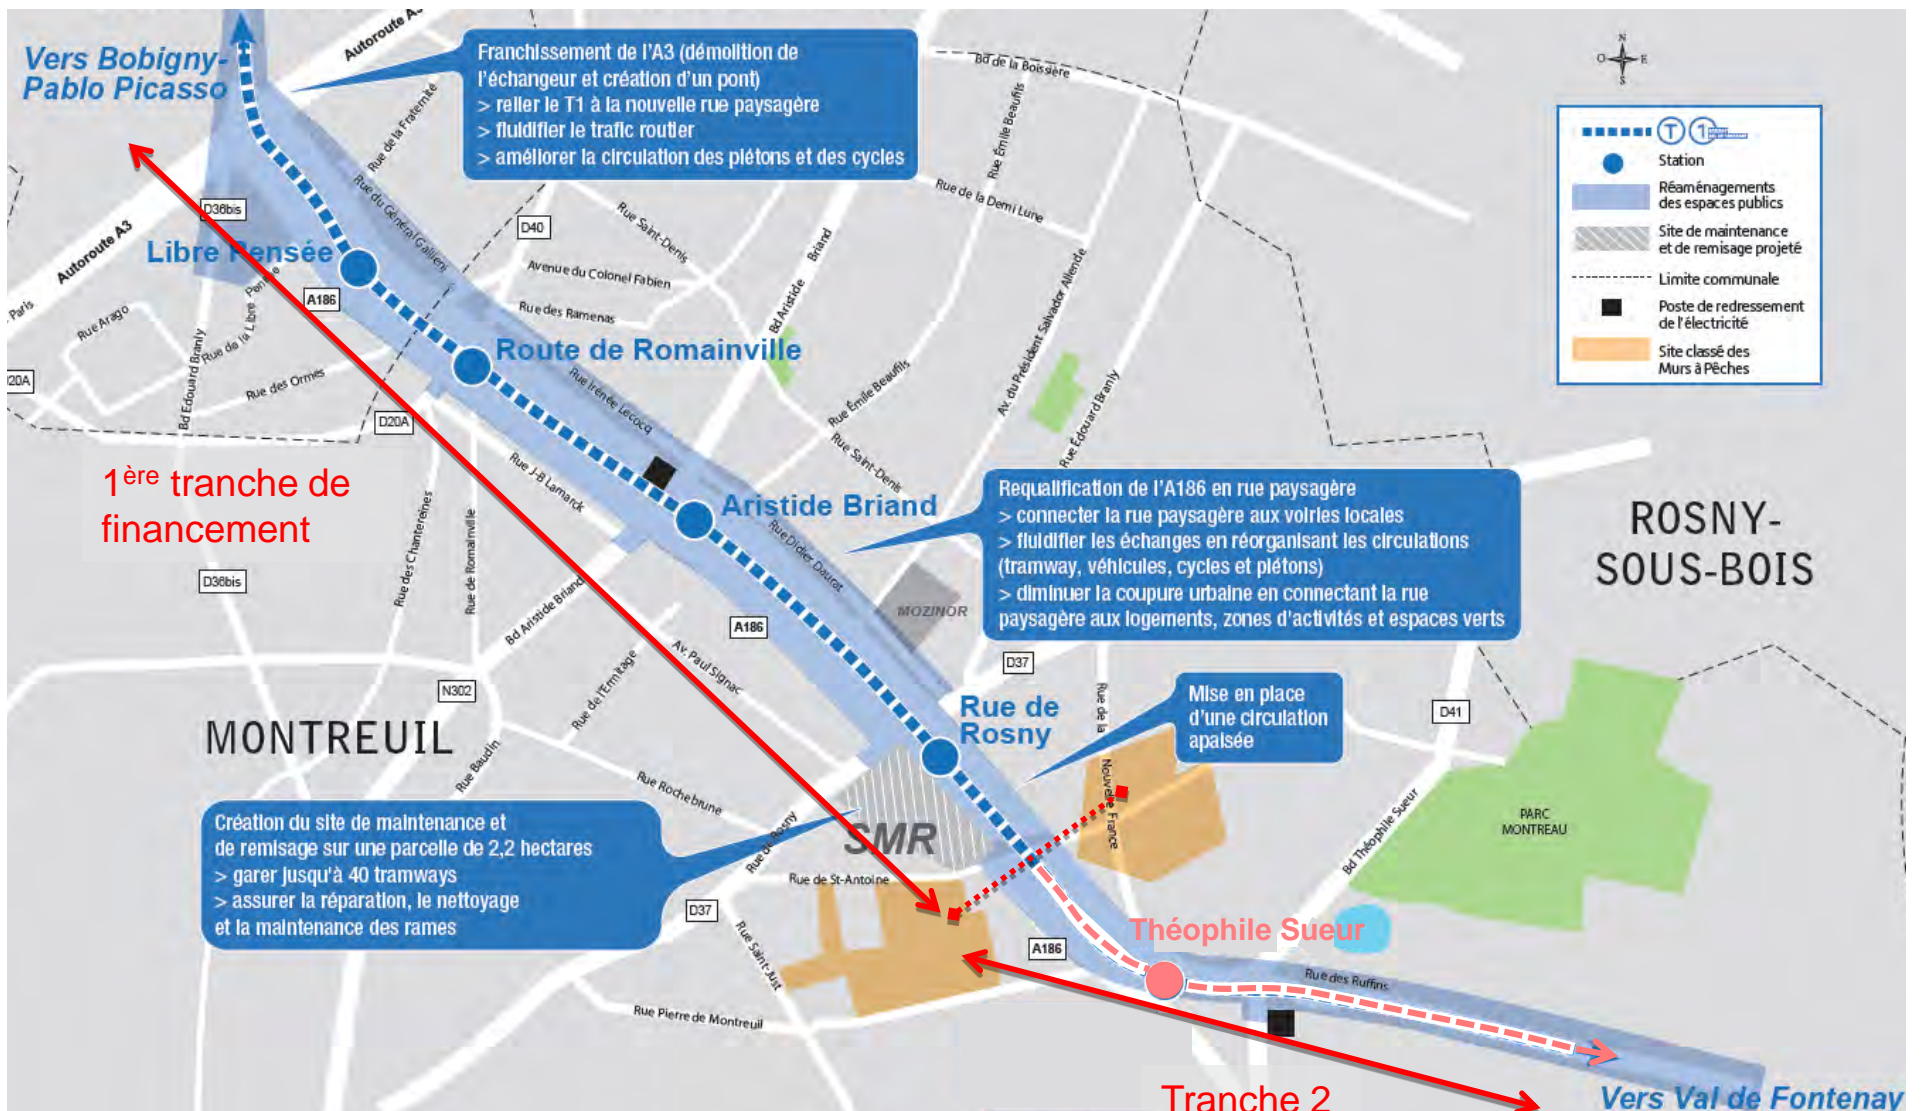 Vers Bobigny-
Pablo Picasso
Autoroute A3
Franchissement de l'A3 (démolition de
l'échangeur et création d'un pont)
> relier le T1 à la nouvelle rue paysagère
> fluidifier le trafic routier
> améliorer la circulation des piétons et des cycles
Bd de la Boissière
N
O
E
S
T 1
Station
Réaménagements
des espaces publics
Site de maintenance
et de remisage projeté
Limite communale
Poste de redressement
de l'électricité
Site classé des
Murs à Pêches
Rue de la Fraternité
Rue du Général Gallieni
Rue Émile Beaufils
Rue de la Demi Lune
D36bis
D40
Rue Saint-Denis
Autoroute A3
Libre Pensée
Avenue du Colonel Fabien
Bd Aristide Briand
A186
Rue des Ramenas
Paris
Rue Arago
Rue de la Libre Pensée
Bd Edouard Branly
Av. du Président Salvador Allende
Route de Romainville
D20A
Rue des Ormes
Rue Irénée Lecocq
Rue Émile Beaufils
Rue Édouard Branly
D20A
Rue Saint-Denis
1ère tranche de
financement
Rue J-B Lamarck
Rue des Chantereines
Rue de Romainville
Aristide Briand
Rue Didier Daurat
Requalification de l'A186 en rue paysagère
> connecter la rue paysagère aux voiries locales
> fluidifier les échanges en réorganisant les circulations
(tramway, véhicules, cycles et piétons)
> diminuer la coupure urbaine en connectant la rue
paysagère aux logements, zones d'activités et espaces verts
ROSNY-
SOUS-BOIS
D36bis
Bd Aristide Briand
A186
MOZINOR
D37
Av. Paul Signac
Rue de l'Ermitage
N302
Rue de
Rosny
Rue de la Nouvelle France
Mise en place
d'une circulation
apaisée
D41
MONTREUIL
Rue Baudin
Rue Rochebrune
Rue de Rosny
SMR
Création du site de maintenance et
de remisage sur une parcelle de 2,2 hectares
> garer jusqu'à 40 tramways
> assurer la réparation, le nettoyage
et la maintenance des rames
PARC
MONTREAU
Bd Théophile Sueur
Rue de St-Antoine
D37
Rue Saint-Just
A186
Théophile Sueur
Rue des Ruffins
Rue Pierre de Montreuil
Tranche 2
Vers Val de Fontenay